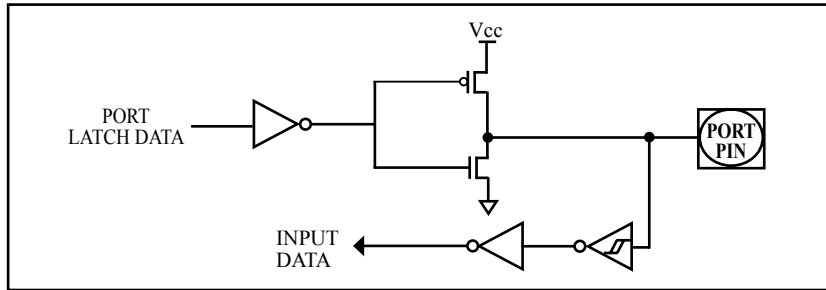 Vcc
PORT
LATCH DATA
PORT
PIN
INPUT
DATA